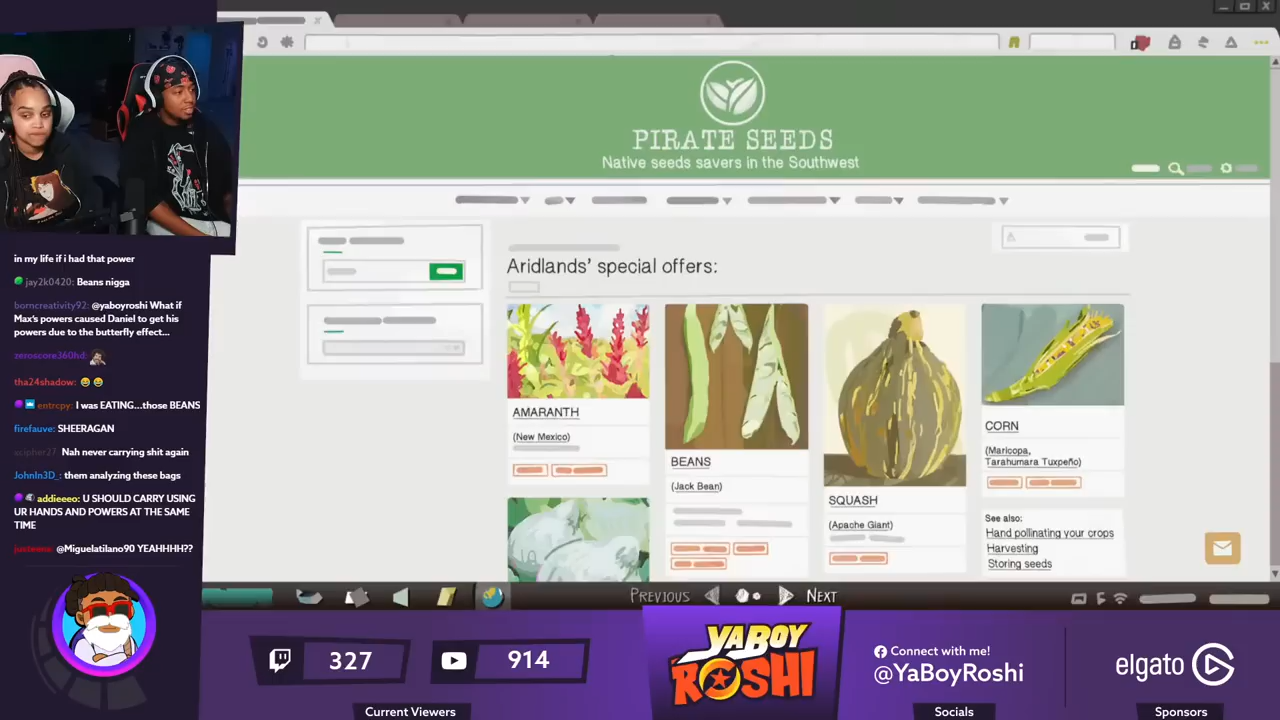 PIRATE SEEDS
Native seeds savers in the Southwest
Aridlands' special offers:
AMARANTH
(New Mexico)
BEANS
(Jack Bean)
SQUASH
(Apache Giant)
CORN
(Maricopa,
Tarahumara Tuxpeño)
See also:
Hand pollinating your crops
Harvesting
Storing seeds
PREVIOUS
NEXT
in my life if i had that power
jay2k0420: Beans nigga
borncreativity92: @yaboyroshi What if
Max's powers caused Daniel to get his
powers due to the butterfly effect...
zeroscore360hd:
tha24shadow:
entrcpy: I was EATING...those BEANS
firefauve: SHEERAGAN
vcipher27: Nah never carrying shit again
JohnIn3D_: them analyzing these bags
addieeeo: U SHOULD CARRY USING
UR HANDS AND POWERS AT THE SAME
TIME
@Miguelatilano90 YEAHHHH??
327
914
Current Viewers
YABOY
ROSHI
Connect with me!
@YaBoyRoshi
Socials
elgato
Sponsors